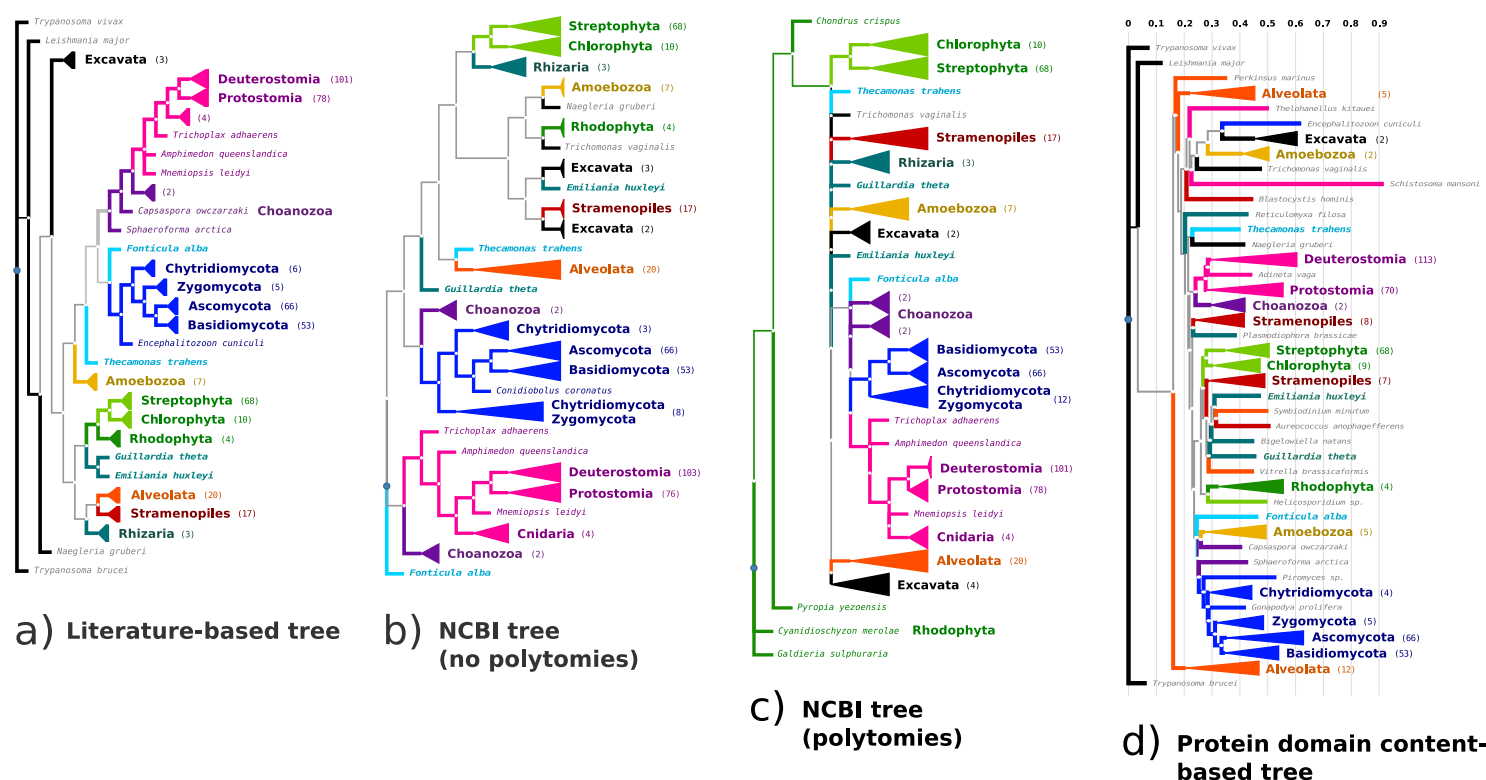 Trypanosoma vivax
Leishmania major
Excavata (3)
Deuterostomia (101)
Protostomia (78)
(4)
Trichoplax adhaerens
Amphimedon queenslandica
Mnemiopsis leidyi
(2)
Capsaspora owczarzaki Choanozoa
Sphaeroforma arctica
Fonticula alba
Chytridiomycota (6)
Zygomycota (5)
Ascomycota (66)
Basidiomycota (53)
Encephalitozoon cuniculi
Thecamonas trahens
Amoebozoa (7)
Streptophyta (68)
Chlorophyta (10)
Rhodophyta (4)
Guillardia theta
Emiliania huxleyi
Alveolata (20)
Stramenopiles (17)
Rhizaria (3)
Naegleria gruberi
Trypanosoma brucei
a) Literature-based tree
Streptophyta (68)
Chlorophyta (10)
Rhizaria (3)
Amoebozoa (7)
Naegleria gruberi
Rhodophyta (4)
Trichomonas vaginalis
Excavata (3)
Emiliania huxleyi
Stramenopiles (17)
Excavata (2)
Thecamonas trahens
Alveolata (20)
Guillardia theta
Choanozoa (2)
Chytridiomycota (3)
Ascomycota (66)
Basidiomycota (53)
Conidiobolus coronatus
Chytridiomycota
Zygomycota (8)
Trichoplax adhaerens
Amphimedon queenslandica
Deuterostomia (103)
Protostomia (76)
Mnemiopsis leidyi
Cnidaria (4)
Choanozoa (2)
Fonticula alba
b) NCBI tree
(no polytomies)
Chondrus crispus
Chlorophyta (10)
Streptophyta (68)
Thecamonas trahens
Trichomonas vaginalis
Stramenopiles (17)
Rhizaria (3)
Guillardia theta
Amoebozoa (7)
Excavata (2)
Emiliania huxleyi
Fonticula alba
(2)
Choanozoa
(2)
Basidiomycota (53)
Ascomycota (66)
Chytridiomycota
Zygomycota (12)
Trichoplax adhaerens
Amphimedon queenslandica
Deuterostomia (101)
Protostomia (78)
Mnemiopsis leidyi
Cnidaria (4)
Alveolata (20)
Excavata (4)
Pyropia yezoensis
Cyanidioschyzon merolae Rhodophyta
Galdieria sulphuraria
c) NCBI tree
(polytomies)
0 0.1 0.2 0.3 0.4 0.5 0.6 0.7 0.8 0.9
Trypanosoma vivax
Leishmania major
Perkinsus marinus
Alveolata (5)
Thelohanellus kitauei
Encephalitozoon cuniculi
Excavata (2)
Amoebozoa (2)
Trichomonas vaginalis
Schistosoma mansoni
Blastocystis hominis
Reticulomyxa filosa
Thecamonas trahens
Naegleria gruberi
Deuterostomia (113)
Adineta vaga
Protostomia (70)
Choanozoa (2)
Stramenopiles (8)
Plasmodiophora brassicae
Streptophyta (68)
Chlorophyta (9)
Stramenopiles (7)
Emiliania huxleyi
Symbiodinium minutum
Aureococcus anophagefferens
Bigelowiella natans
Guillardia theta
Vitrella brassicaformis
Rhodophyta (4)
Helicosporidium sp.
Fonticula alba
Amoebozoa (5)
Capsaspora owczarzaki
Sphaeroforma arctica
Piromyces sp.
Chytridiomycota (4)
Gonapodya prolifera
Zygomycota (5)
Ascomycota (66)
Basidiomycota (53)
Alveolata (12)
Trypanosoma brucei
d) Protein domain content-
based tree